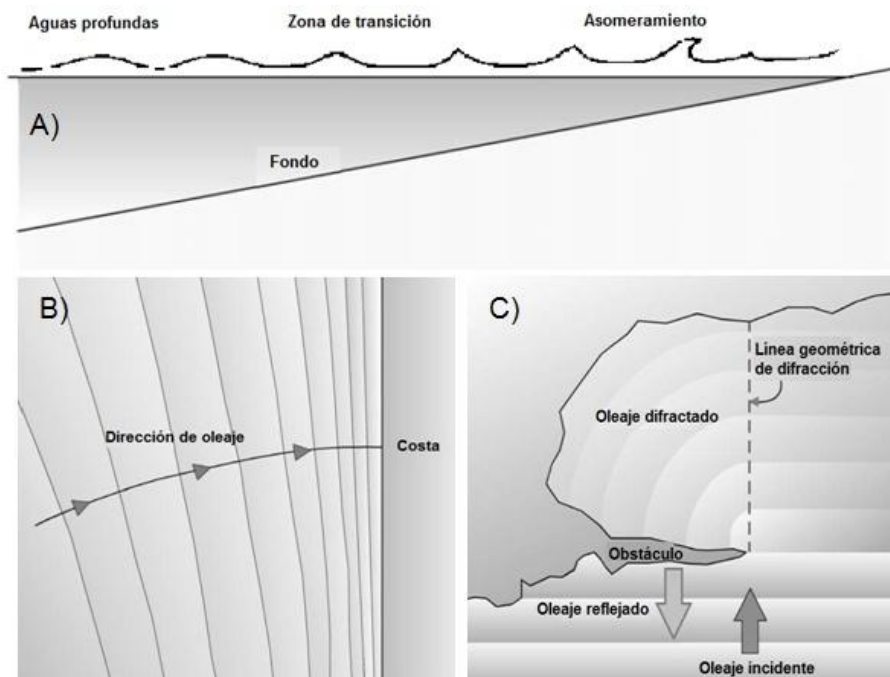 Aguas profundas
Zona de transición
Asomeramiento
A)
Fondo
B)
Dirección de oleaje
Costa
C)
Linea geométrica
de difracción
Oleaje difractado
Obstáculo
Oleaje reflejado
Oleaje incidente